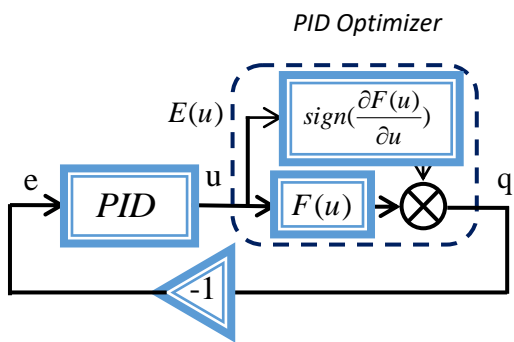 PID Optimizer
E(u)
sign(∂F(u)/∂u)
e
PID
u
F(u)
q
-1